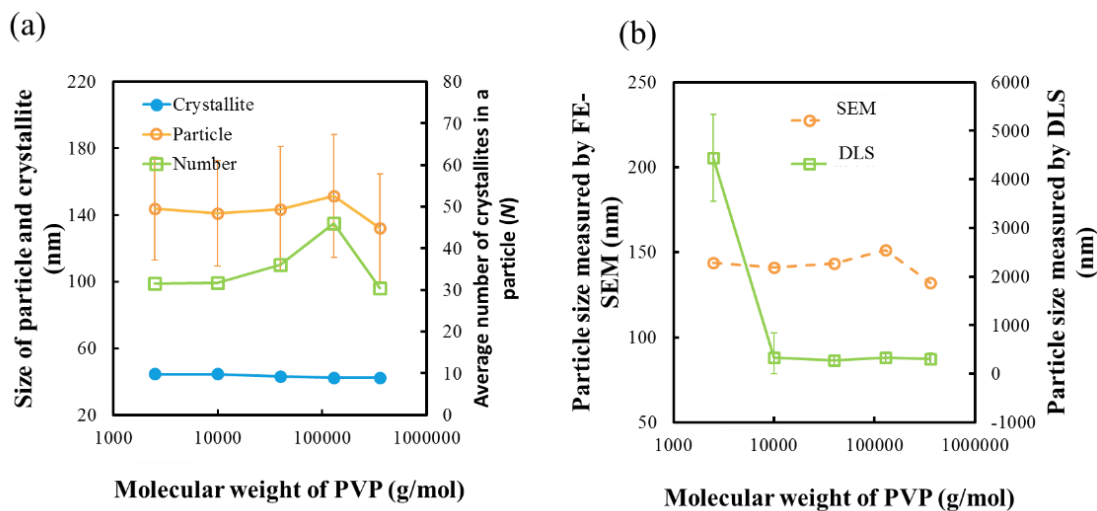 (a)
Size of particle and crystallite
(nm)
220
180
140
100
60
20
Crystallite
Particle
Number
80
70
60
50
40
30
20
10
0
Average number of crystallites in a
particle (N)
1000 10000 100000 1000000
Molecular weight of PVP (g/mol)
(b)
Particle size measured by FE-
SEM (nm)
250
200
150
100
50
SEM
DLS
6000
5000
4000
3000
2000
1000
0
-1000
Particle size measured by DLS
(nm)
1000 10000 100000 1000000
Molecular weight of PVP (g/mol)